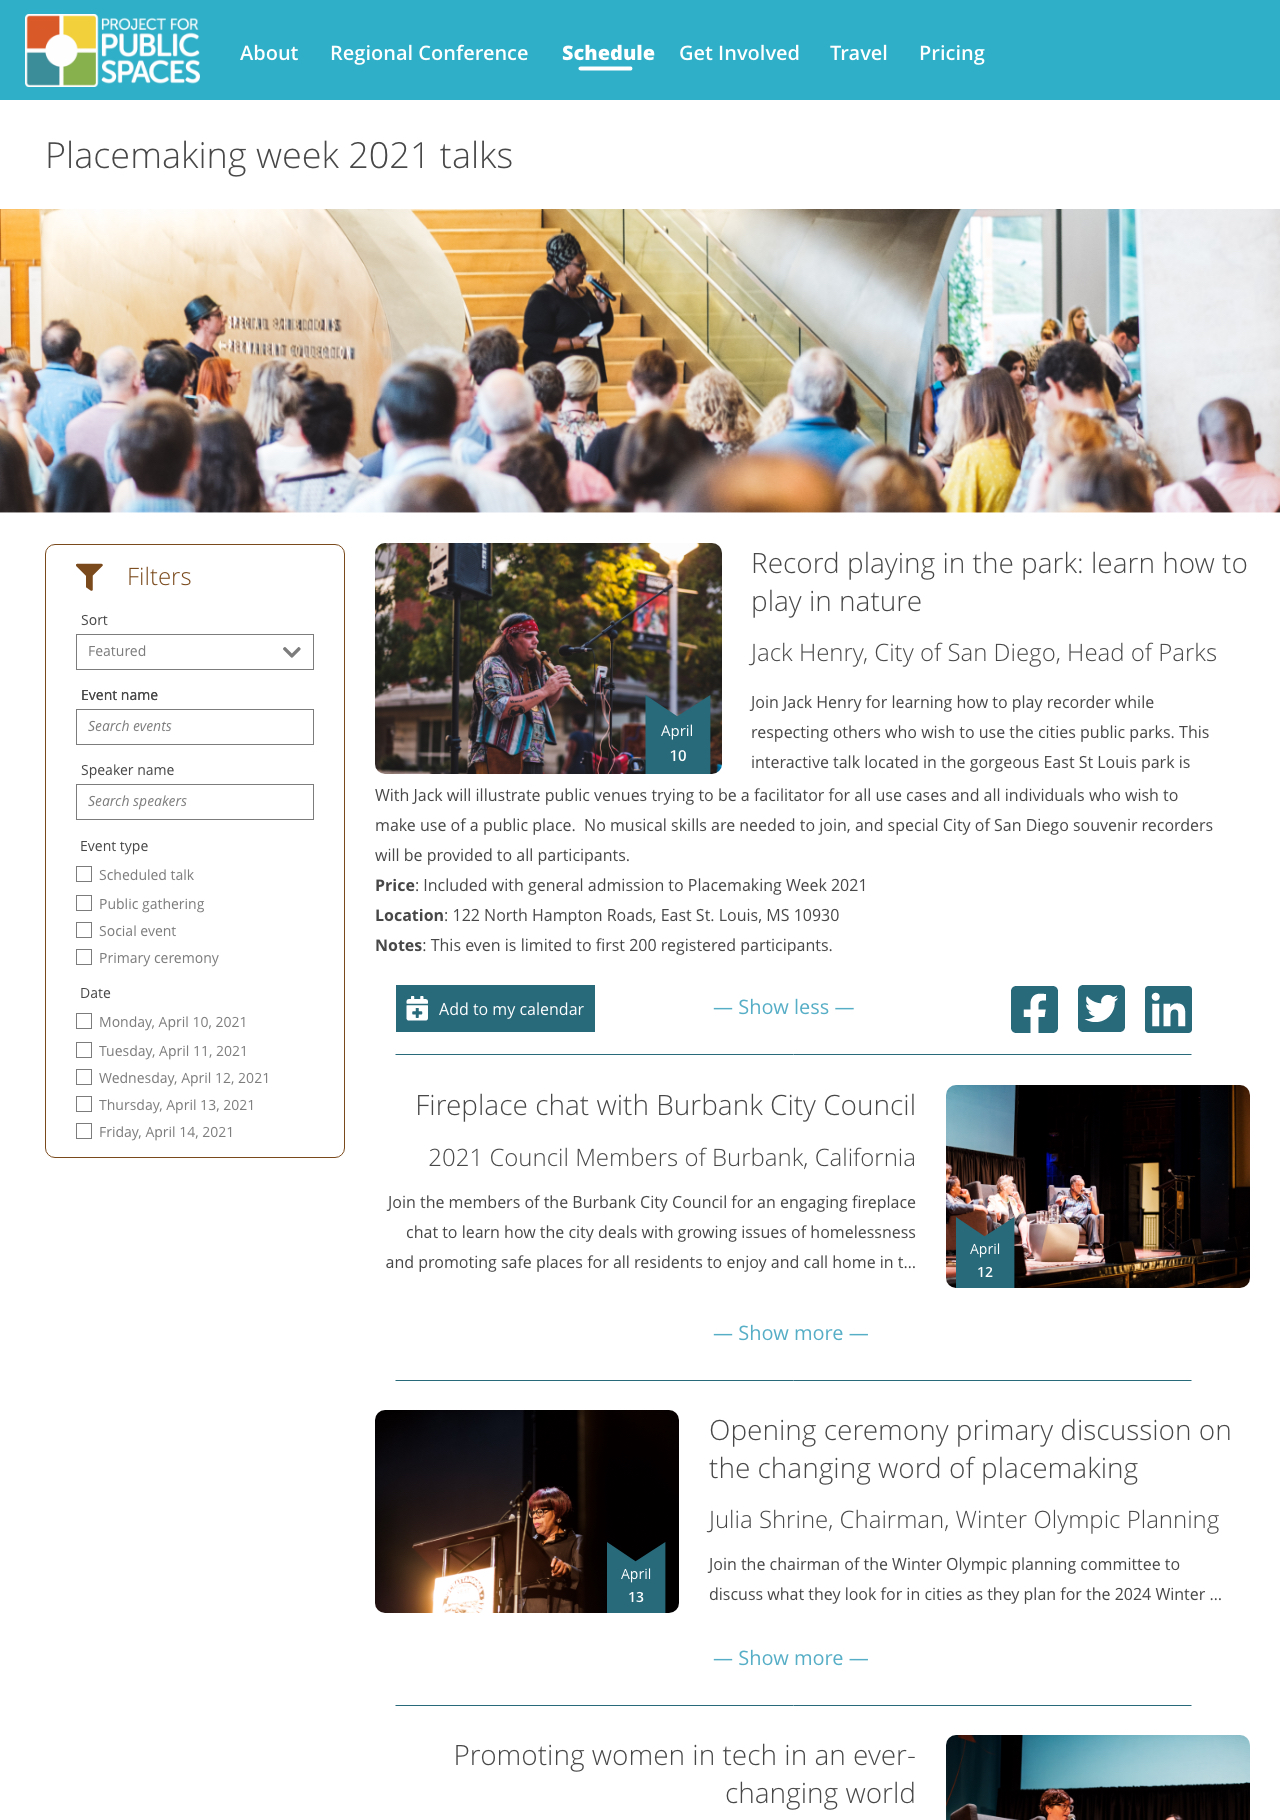 PROJECT FOR
PUBLIC
SPACES
About
Regional Conference
Schedule
Get Involved
Travel
Pricing
Placemaking week 2021 talks
Filters
Sort
Featured
Event name
Search events
Speaker name
Search speakers
Event type
Scheduled talk
Public gathering
Social event
Primary ceremony
Date
Monday, April 10, 2021
Tuesday, April 11, 2021
Wednesday, April 12, 2021
Thursday, April 13, 2021
Friday, April 14, 2021
April
10
Record playing in the park: learn how to
play in nature
Jack Henry, City of San Diego, Head of Parks
Join Jack Henry for learning how to play recorder while
respecting others who wish to use the cities public parks. This
interactive talk located in the gorgeous East St Louis park is
With Jack will illustrate public venues trying to be a facilitator for all use cases and all individuals who wish to
make use of a public place.  No musical skills are needed to join, and special City of San Diego souvenir recorders
will be provided to all participants.
Price: Included with general admission to Placemaking Week 2021
Location: 122 North Hampton Roads, East St. Louis, MS 10930
Notes: This even is limited to first 200 registered participants.
Add to my calendar
— Show less —
Fireplace chat with Burbank City Council
2021 Council Members of Burbank, California
Join the members of the Burbank City Council for an engaging fireplace
chat to learn how the city deals with growing issues of homelessness
and promoting safe places for all residents to enjoy and call home in t...
April
12
— Show more —
April
13
Opening ceremony primary discussion on
the changing word of placemaking
Julia Shrine, Chairman, Winter Olympic Planning
Join the chairman of the Winter Olympic planning committee to
discuss what they look for in cities as they plan for the 2024 Winter ...
— Show more —
Promoting women in tech in an ever-
changing world